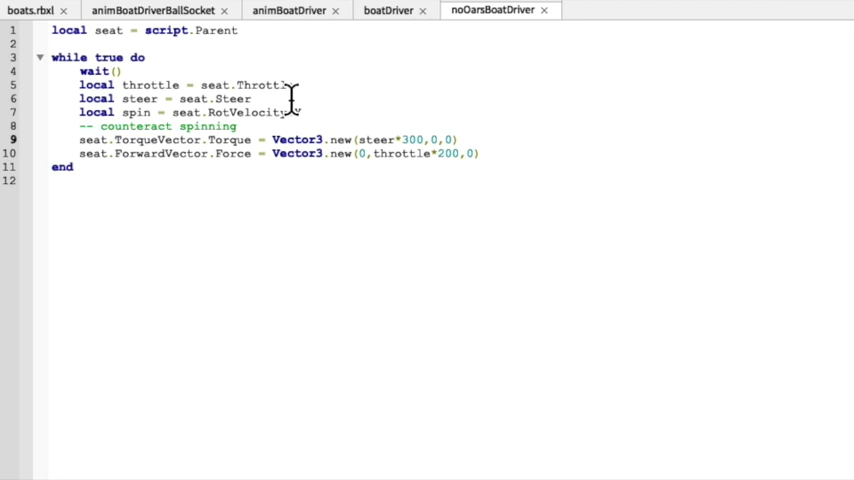 boats.rbxl animBoatDriverBallSocket animBoatDriver boatDriver noOarsBoatDriver
1 local seat = script.Parent
2
3 while true do
4 wait()
5 local throttle = seat.Throttle
6 local steer = seat.Steer
7 local spin = seat.RotVelocity.
8 -- counteract spinning
9 seat.TorqueVector.Torque = Vector3.new(steer*300,0,0)
10 seat.ForwardVector.Force = Vector3.new(0,throttle*200,0)
11 end
12